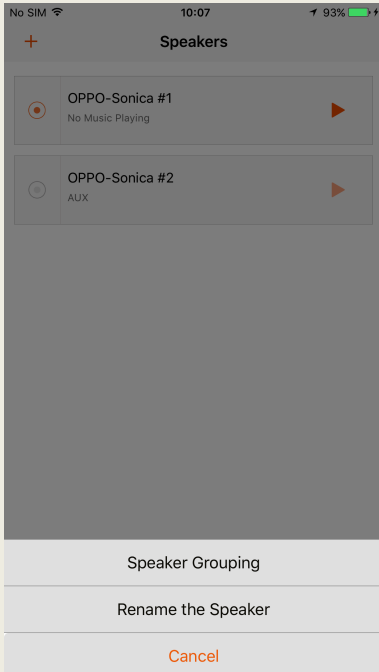 No SIM 10:07 93%
+ Speakers
OPPO-Sonica #1
No Music Playing
OPPO-Sonica #2
AUX
Speaker Grouping
Rename the Speaker
Cancel